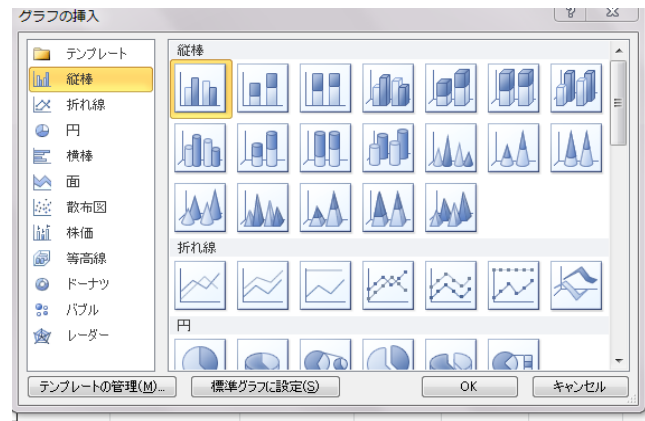 グラフの挿入
テンプレート
縦棒
折れ線
円
横棒
面
散布図
株価
等高線
ドーナツ
バブル
レーダー
縦棒
折れ線
円
テンプレートの管理(M)...
標準グラフに設定(S)
OK
キャンセル